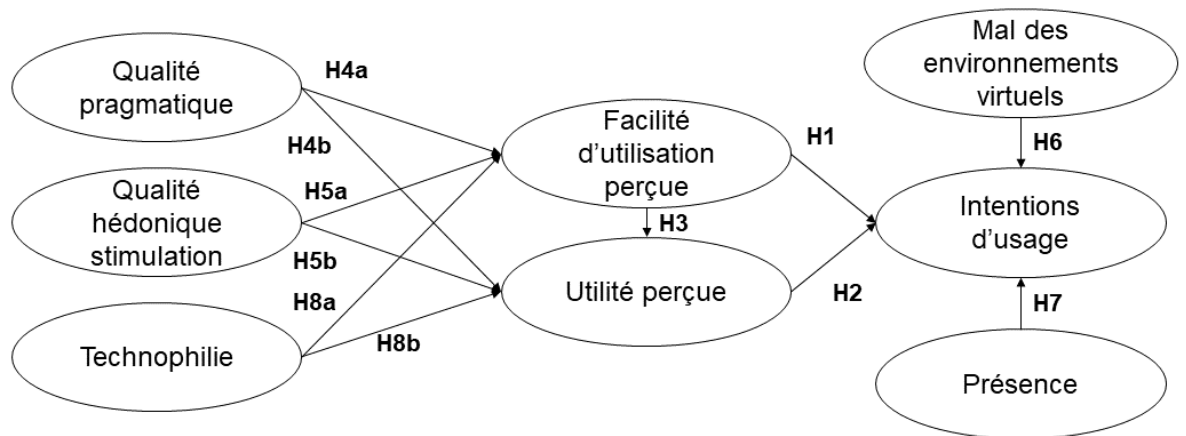 Qualité
pragmatique
Qualité
hédonique
stimulation
Technophilie
H4a
H4b
H5a
H5b
H8a
H8b
Facilité
d'utilisation
perçue
H3
Utilité perçue
H1
H2
Mal des
environnements
virtuels
H6
Intentions
d'usage
H7
Présence